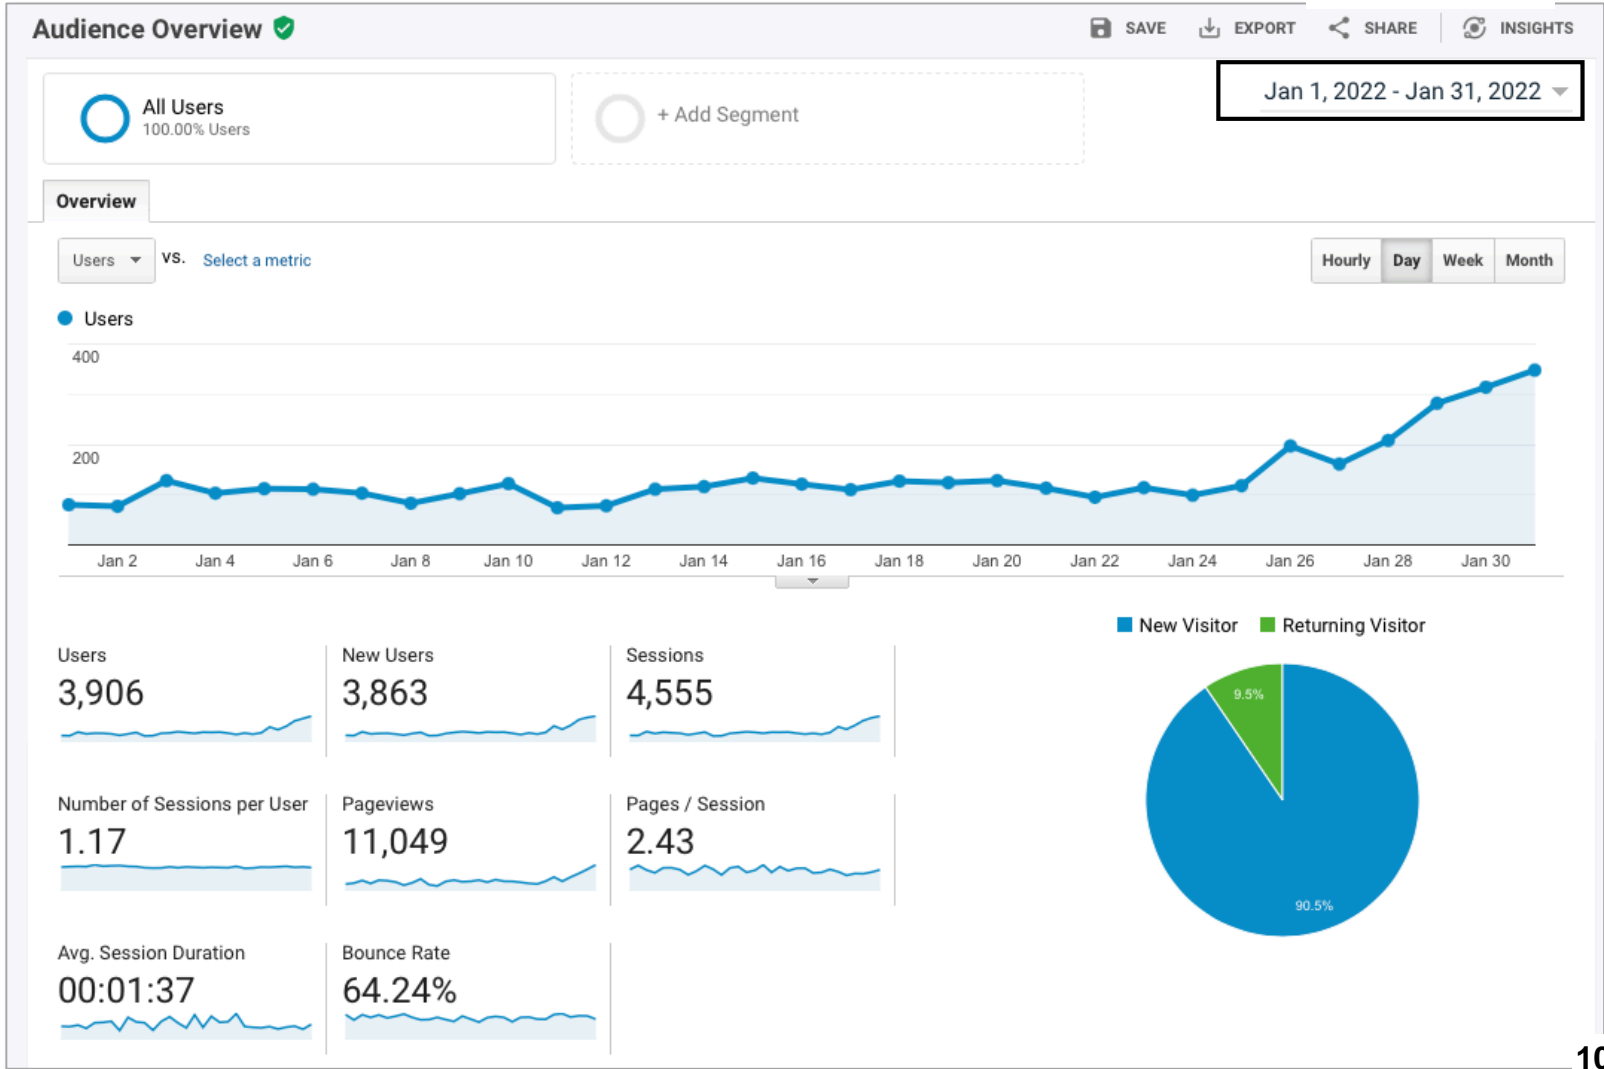 Audience Overview
SAVE EXPORT SHARE INSIGHTS
All Users
100.00% Users
+ Add Segment
Jan 1, 2022 - Jan 31, 2022
Overview
Users VS. Select a metric
Hourly Day Week Month
Users
400
200
Jan 2 Jan 4 Jan 6 Jan 8 Jan 10 Jan 12 Jan 14 Jan 16 Jan 18 Jan 20 Jan 22 Jan 24 Jan 26 Jan 28 Jan 30
New Visitor Returning Visitor
Users
3,906
New Users
3,863
Sessions
4,555
9.5%
90.5%
Number of Sessions per User
1.17
Pageviews
11,049
Pages / Session
2.43
Avg. Session Duration
00:01:37
Bounce Rate
64.24%